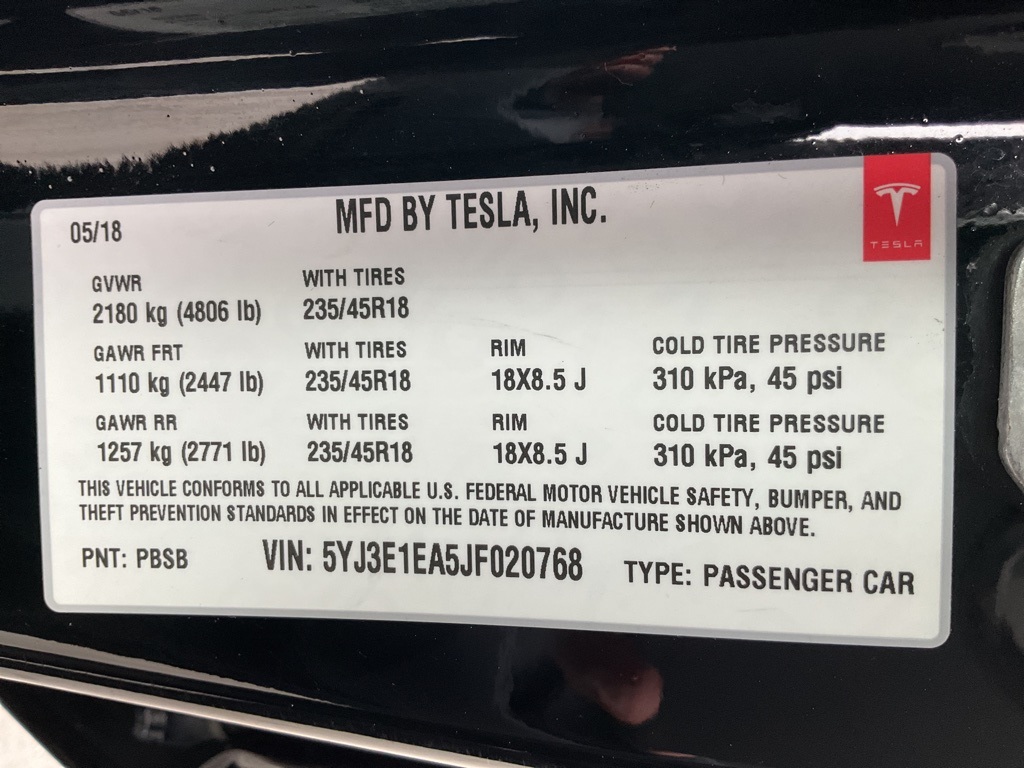 05/18 MFD BY TESLA, INC.
TESLA
GVWR WITH TIRES
2180 kg (4806 lb) 235/45R18
GAWR FRT WITH TIRES RIM COLD TIRE PRESSURE
1110 kg (2447 lb) 235/45R18 18X8.5 J 310 kPa, 45 psi
GAWR RR WITH TIRES RIM COLD TIRE PRESSURE
1257 kg (2771 lb) 235/45R18 18X8.5 J 310 kPa, 45 psi
THIS VEHICLE CONFORMS TO ALL APPLICABLE U.S. FEDERAL MOTOR VEHICLE SAFETY, BUMPER, AND
THEFT PREVENTION STANDARDS IN EFFECT ON THE DATE OF MANUFACTURE SHOWN ABOVE.
PNT: PBSB VIN: 5YJ3E1EA5JF020768 TYPE: PASSENGER CAR